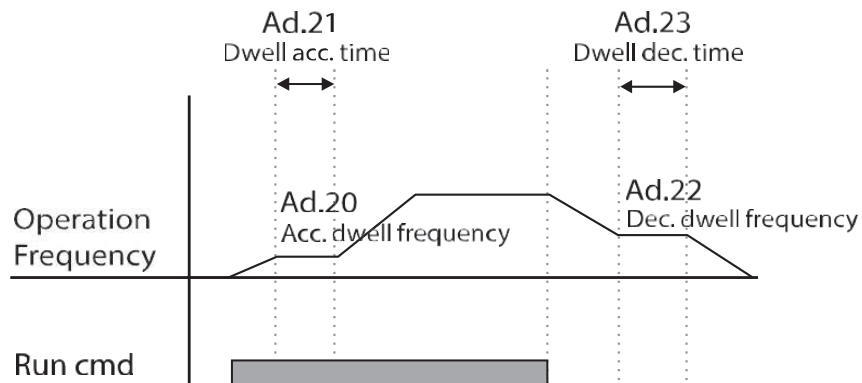 Ad.21
Dwell acc. time
Ad.23
Dwell dec. time
Ad.20
Acc. dwell frequency
Ad.22
Dec. dwell frequency
Operation
Frequency
Run cmd